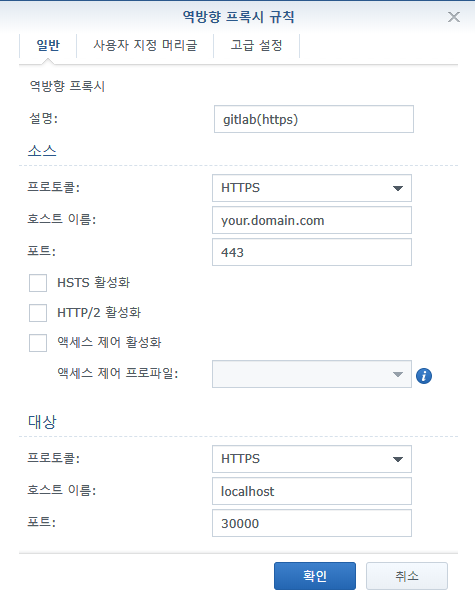 역방향 프록시 규칙
일반 사용자 지정 머리글 고급 설정
역방향 프록시
설명: gitlab(https)
소스
프로토콜: HTTPS
호스트 이름: your.domain.com
포트: 443
HSTS 활성화
HTTP/2 활성화
액세스 제어 활성화
액세스 제어 프로파일:
대상
프로토콜: HTTPS
호스트 이름: localhost
포트: 30000
확인 취소